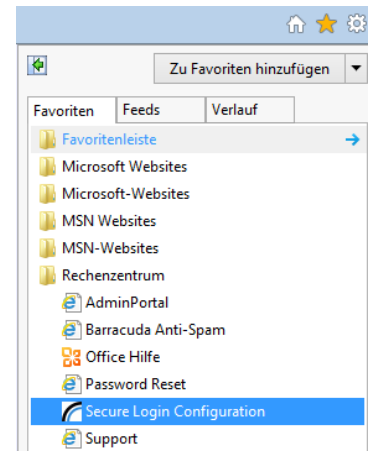 Zu Favoriten hinzufügen
Favoriten Feeds Verlauf
Favoritenleiste
Microsoft Websites
Microsoft-Websites
MSN Websites
MSN-Websites
Rechenzentrum
AdminPortal
Barracuda Anti-Spam
Office Hilfe
Password Reset
Secure Login Configuration
Support